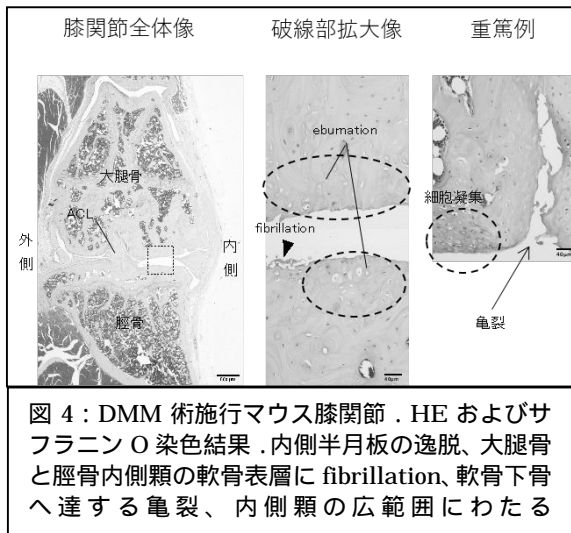 膝関節全体像 破線部拡大像 重篤例
eburnation
大腿骨
ACL
細胞凝集
fibrillation
外側
内側
脛骨
亀裂
図 4：DMM 術施行マウス膝関節．HE およびサ
フラニン O 染色結果．内側半月板の逸脱、大腿骨
と脛骨内側顆の軟骨表層に fibrillation、軟骨下骨
へ達する亀裂、内側顆の広範囲にわたる